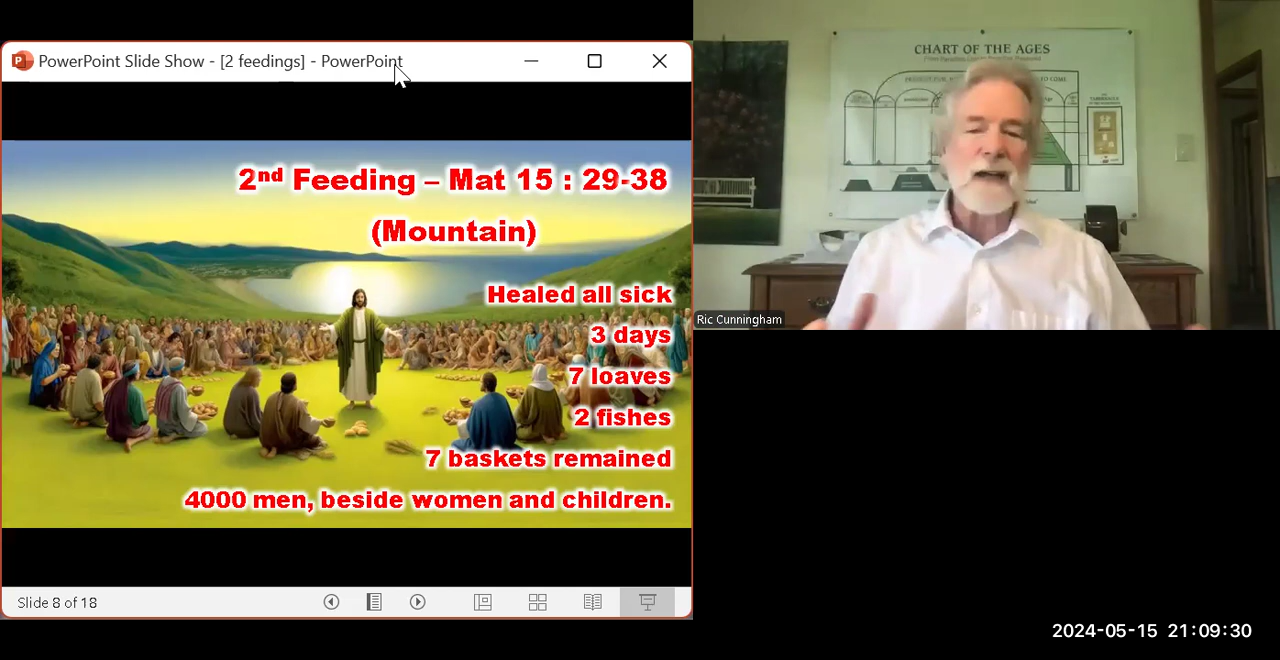 PowerPoint Slide Show - [2 feedings] - PowerPoint
2nd Feeding – Mat 15 : 29-38
(Mountain)
Healed all sick
3 days
7 loaves
2 fishes
7 baskets remained
4000 men, beside women and children.
Slide 8 of 18
CHART OF THE AGES
Ric Cunningham
2024-05-15 21:09:30